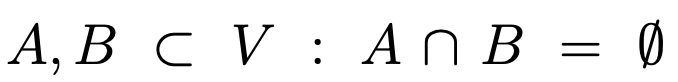 A, B ⊂ V : A ∩ B = ∅